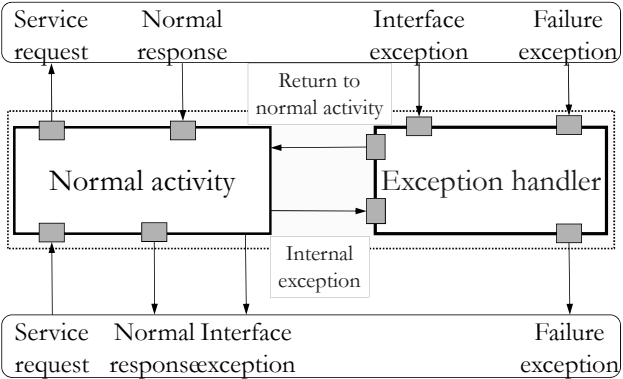 Service Normal Interface Failure
request response exception exception
Return to
normal activity
Normal activity Exception handler
Internal
exception
Service Normal Interface Failure
request response exception exception